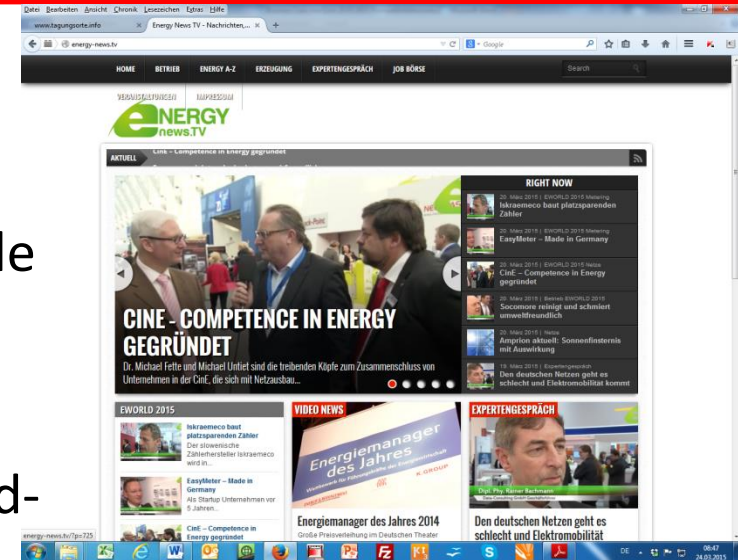 Datei Bearbeiten Ansicht Chronik Lesezeichen Extras Hilfe
www.tagungsorte.info
Energy News TV - Nachrichten,...
energy-news.tv
Google
HOME BETRIEB ENERGY A-Z ERZEUGUNG EXPERTENGESPRÄCH JOB BÖRSE
Search
VERANSTALTUNGEN IMPRESSUM
eNERGY
news.TV
AKTUELL
CinE - Competence in Energy gegründet
RIGHT NOW
20. März 2015 | EWORLD 2015 Metering
Iskraemeco baut platzsparenden
Zähler
20. März 2015 | EWORLD 2015 Metering
EasyMeter – Made in Germany
20. März 2015 | EWORLD 2015 Netze
CinE – Competence in Energy
gegründet
20. März 2015 | Betrieb EWORLD 2015
Socomore reinigt und schmiert
umweltfreundlich
20. März 2015 | Netze
Amprion aktuell: Sonnenfinsternis
mit Auswirkung
19. März 2015 | Expertengespräch
Den deutschen Netzen geht es
schlecht und Elektromobilität kommt
CINE - COMPETENCE IN ENERGY
GEGRÜNDET
Dr. Michael Fette und Michael Untiet sind die treibenden Köpfe zum Zusammenschluss von
Unternehmen in der CinE, die sich mit Netzausbau...
le
d-
EWORLD 2015
Iskraemeco baut
platzsparenden Zähler
Der slowenische
Zählerhersteller Iskraemeco
wird in...
EasyMeter – Made in
Germany
Als Startup Unternehmen vor
5 Jahren...
CinE – Competence in
Energy gegründet
VIDEO NEWS
Energiemanager
des Jahres
Energiemanager des Jahres 2014
Große Preisverleihung im Deutschen Theater
EXPERTENGESPRÄCH
Dipl. Phy. Rainer Bachmann
Den deutschen Netzen geht es
schlecht und Elektromobilität
energy-news.tv/?p=725
DE
08:47
24.03.2015